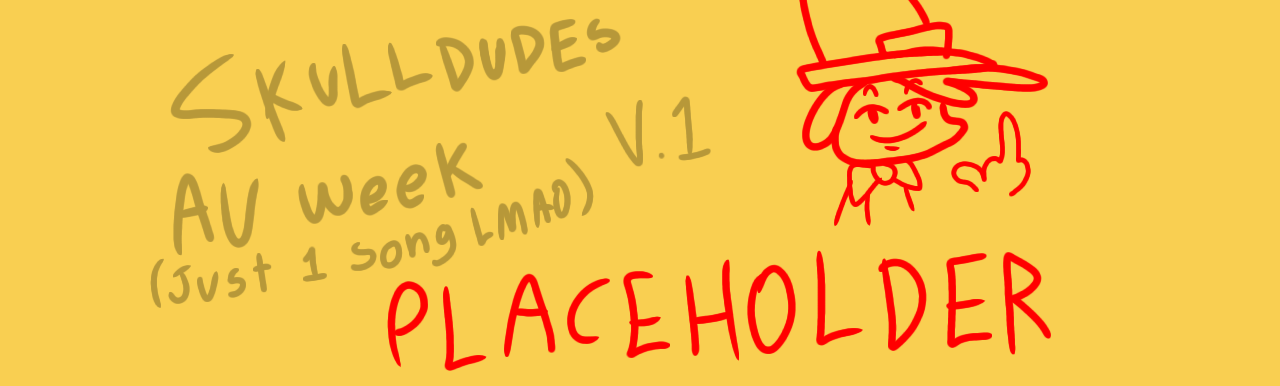 SKULLDUDES
AU week V.1
(Just 1 song LMAO)
PLACEHOLDER